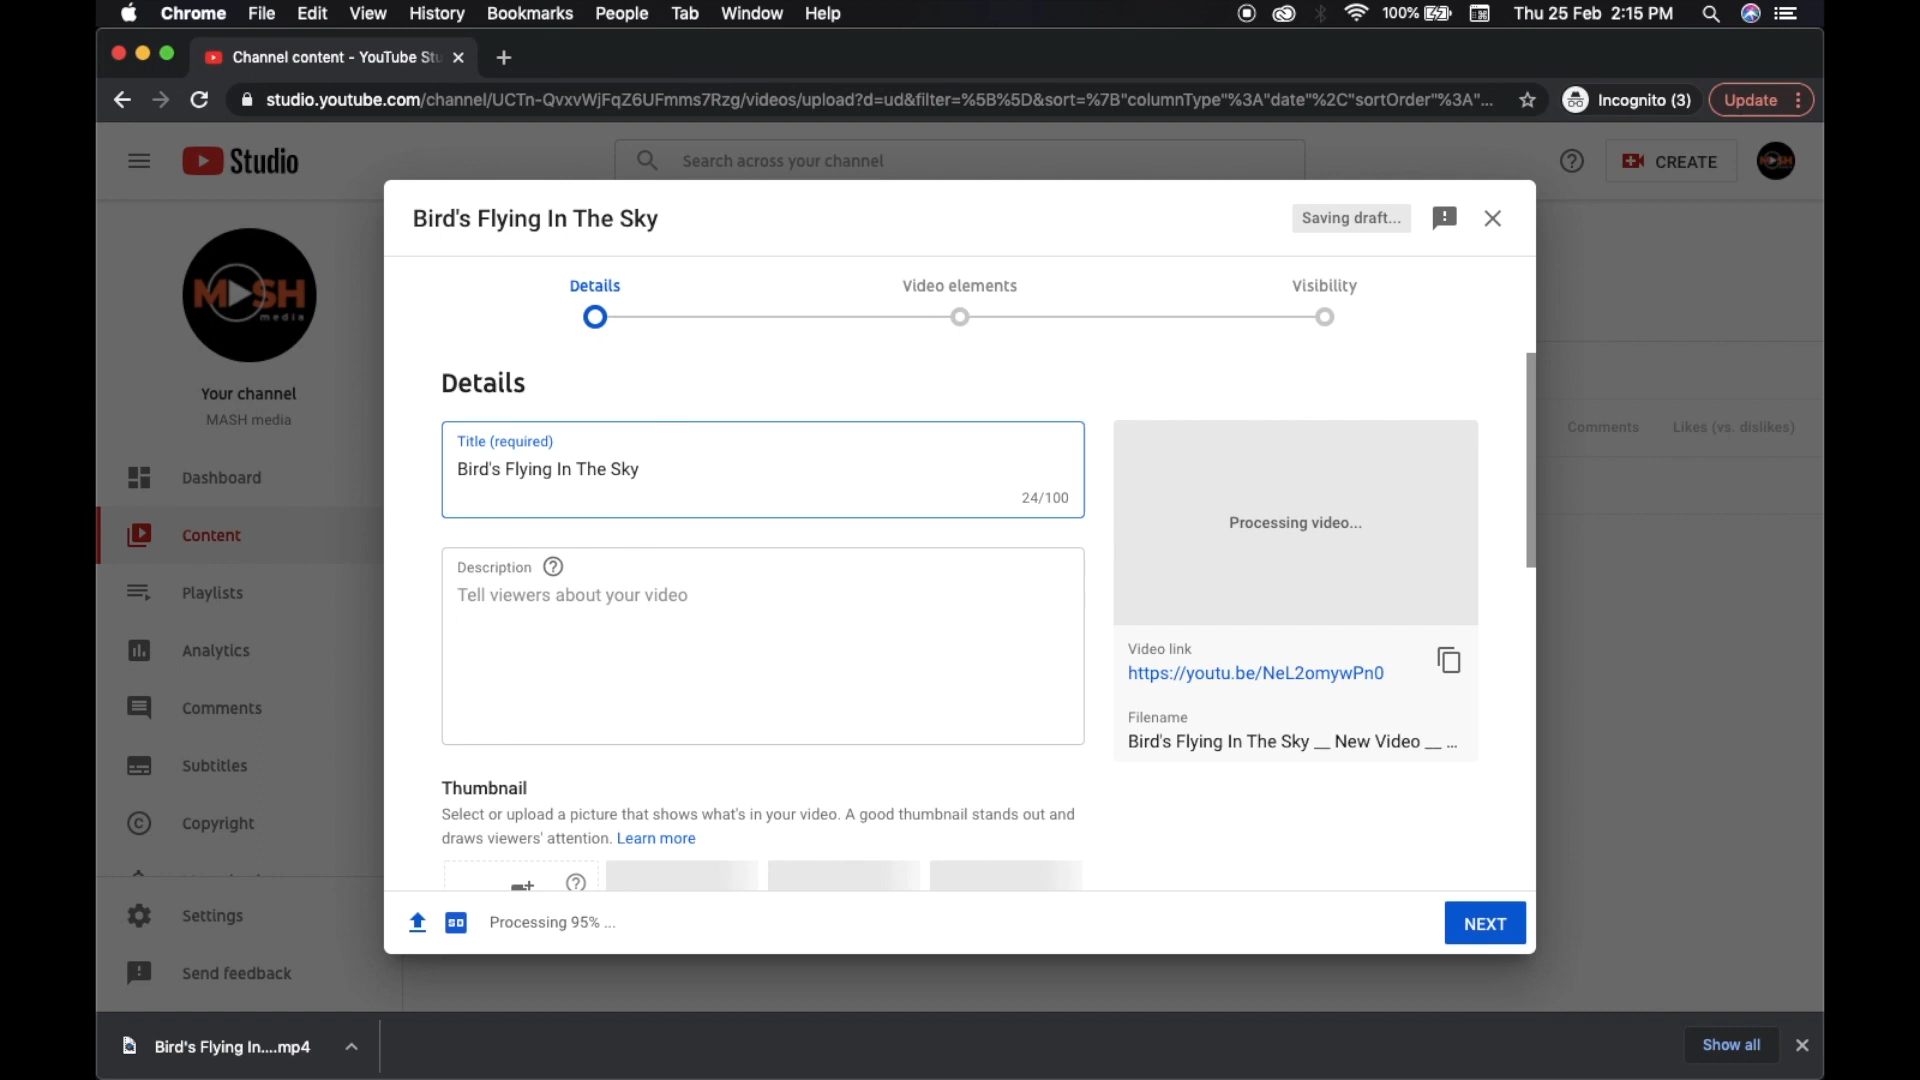 Chrome File Edit View History Bookmarks People Tab Window Help 100% Thu 25 Feb 2:15 PM
Channel content - YouTube Stu
studio.youtube.com/channel/UCTn-QvxvWjFqZ6UFmms7Rzg/videos/upload?d=ud&filter=%5B%5D&sort=%7B"columnType"%3A"date"%2C"sortOrder"%3A"... Incognito (3) Update
Studio
Search across your channel
CREATE
Bird's Flying In The Sky
Saving draft...
MASH
media
Your channel
MASH media
Dashboard
Content
Playlists
Analytics
Comments
Subtitles
Copyright
Settings
Send feedback
Details Video elements Visibility
Details
Title (required)
Bird's Flying In The Sky
24/100
Description
Tell viewers about your video
Thumbnail
Select or upload a picture that shows what's in your video. A good thumbnail stands out and
draws viewers' attention. Learn more
Processing video...
Video link
https://youtu.be/NeL2omywPn0
Filename
Bird's Flying In The Sky __ New Video __ ...
Comments Likes (vs. dislikes)
SD Processing 95% ...
NEXT
Bird's Flying In....mp4
Show all